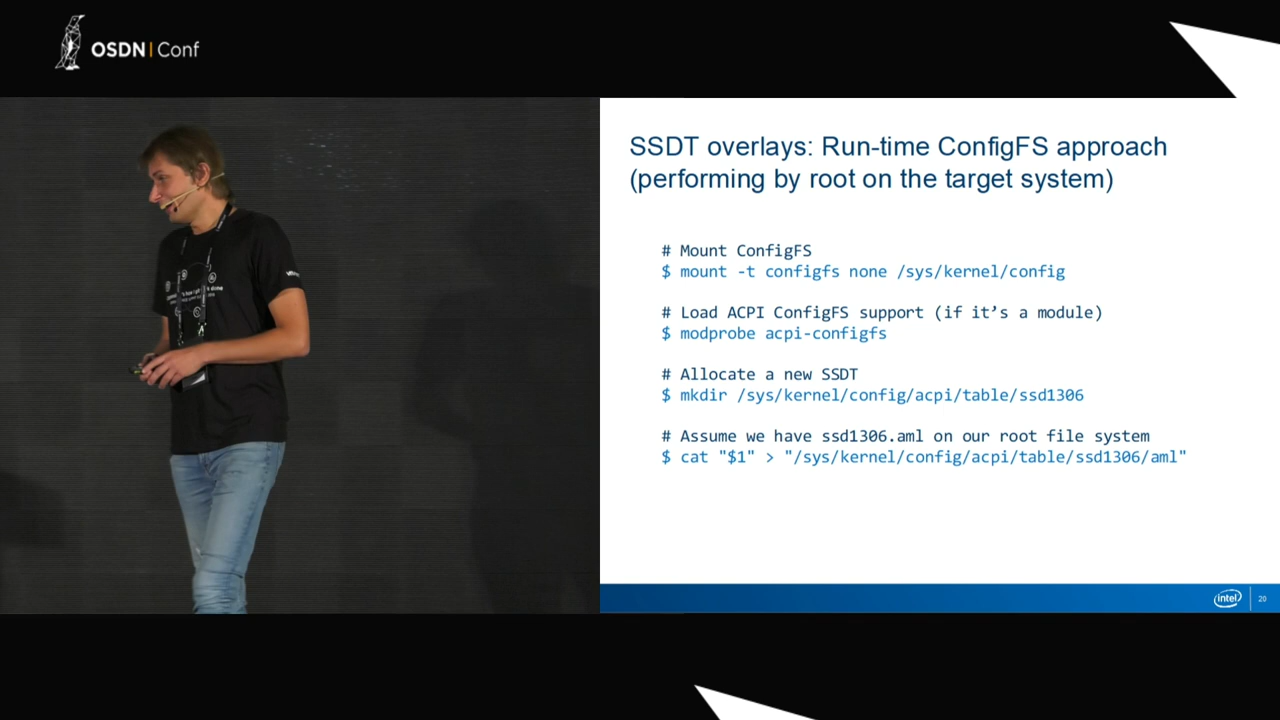 OSDN | Conf
SSDT overlays: Run-time ConfigFS approach
(performing by root on the target system)
# Mount ConfigFS
$ mount -t configfs none /sys/kernel/config
# Load ACPI ConfigFS support (if it’s a module)
$ modprobe acpi-configfs
# Allocate a new SSDT
$ mkdir /sys/kernel/config/acpi/table/ssd1306
# Assume we have ssd1306.aml on our root file system
$ cat "$1" > "/sys/kernel/config/acpi/table/ssd1306/aml"
intel
20